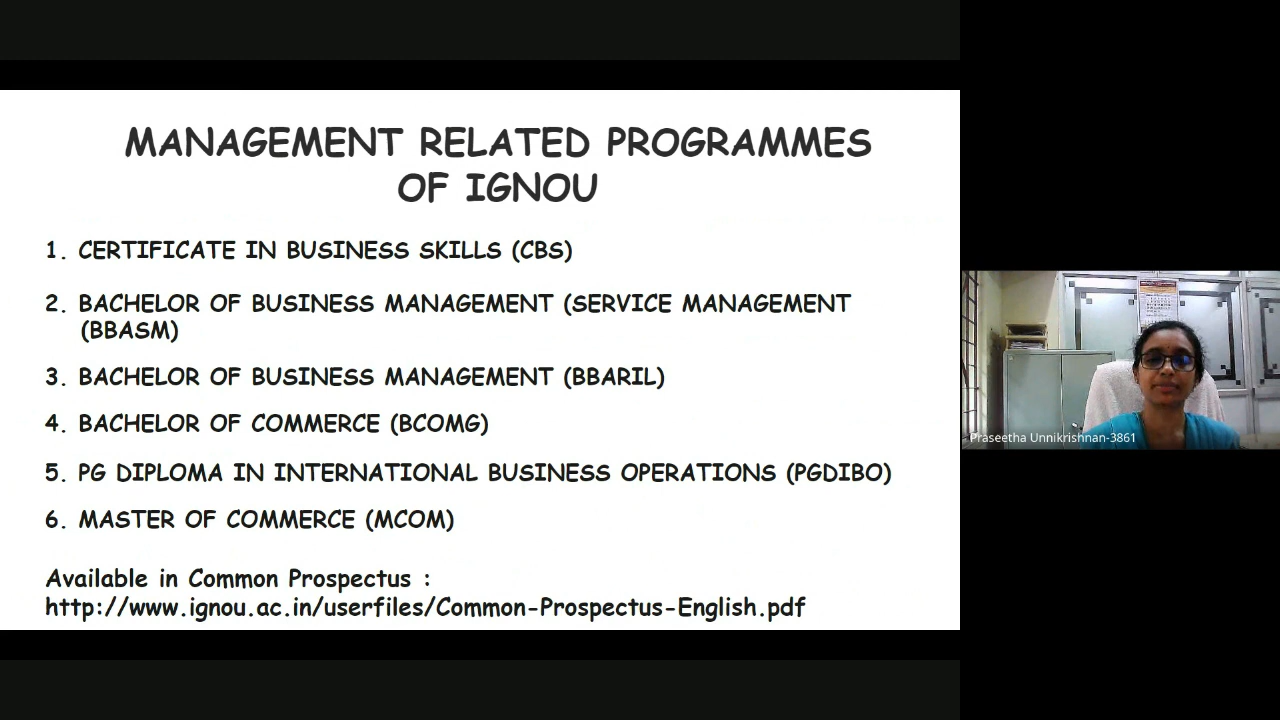 MANAGEMENT RELATED PROGRAMMES
OF IGNOU
1. CERTIFICATE IN BUSINESS SKILLS (CBS)
2. BACHELOR OF BUSINESS MANAGEMENT (SERVICE MANAGEMENT
(BBASM)
3. BACHELOR OF BUSINESS MANAGEMENT (BBARIL)
4. BACHELOR OF COMMERCE (BCOMG)
5. PG DIPLOMA IN INTERNATIONAL BUSINESS OPERATIONS (PGDIBO)
6. MASTER OF COMMERCE (MCOM)
Available in Common Prospectus :
http://www.ignou.ac.in/userfiles/Common-Prospectus-English.pdf
Praseetha Unnikrishnan-3861